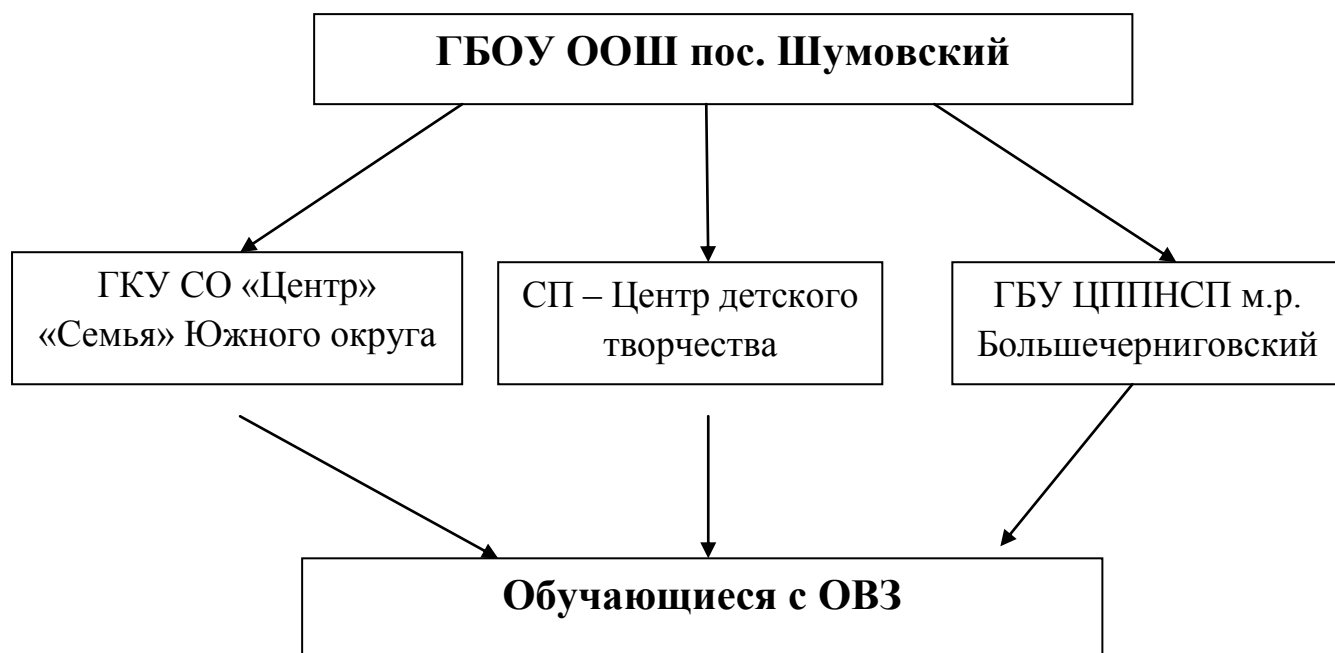 ГБОУ ООШ пос. Шумовский
ГКУ СО «Центр»
«Семья» Южного округа
СП – Центр детского
творчества
ГБУ ЦППНСП м.р.
Большечерниговский
Обучающиеся с ОВЗ